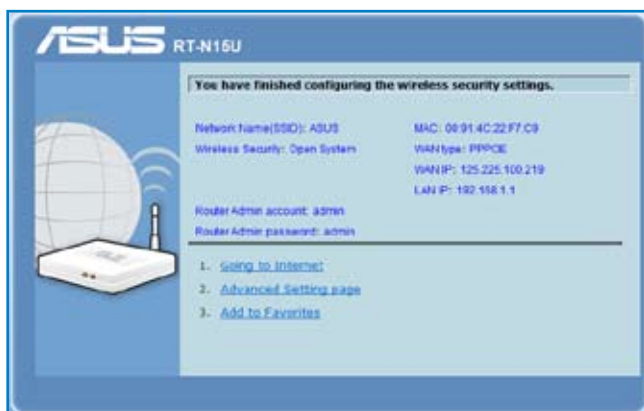 ASUS RT-N15U
You have finished configuring the wireless security settings.
Network Name(SSID): ASUS
Wireless Security: Open System
MAC: 00:91:4C:22:F7:C9
WAN type: PPPOE
WAN IP: 125.225.100.219
LAN IP: 192.168.1.1
Router Admin account: admin
Router Admin password: admin
1. Going to Internet
2. Advanced Setting page
3. Add to Favorites